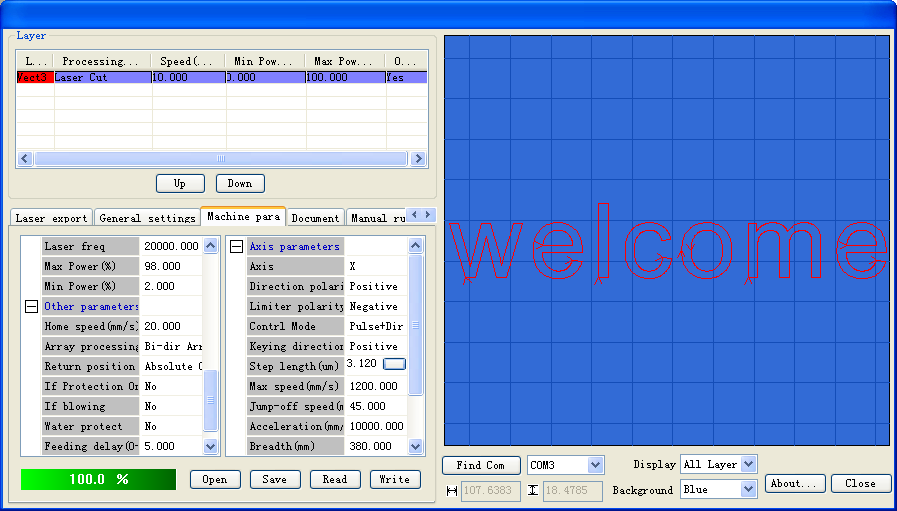 Layer
L... Processing... Speed(... Min Pow... Max Pow... O...
Vect3 Laser Cut 10.000 0.000 100.000 Yes
Up Down
Laser export General settings Machine para Document Manual ru
Laser freq 20000.000
Max Power(%) 98.000
Min Power(%) 2.000
Other parameters
Home speed(mm/s) 20.000
Array processing Bi-dir Arr
Return position Absolute O
If Protection On No
If blowing No
Water protect No
Feeding delay(0- 5.000
Axis parameters
Axis X
Direction polari Positive
Limiter polarity Negative
Contrl Mode Pulse+Dir
Keying direction Positive
Step length(um) 3.120
Max speed(mm/s) 1200.000
Jump-off speed(m 45.000
Acceleration(mm/ 10000.000
Breadth(mm) 380.000
100.0 %
Open Save Read Write
welcome
Find Com COM3 Display All Layer
107.6383 18.4785 Background Blue About... Close